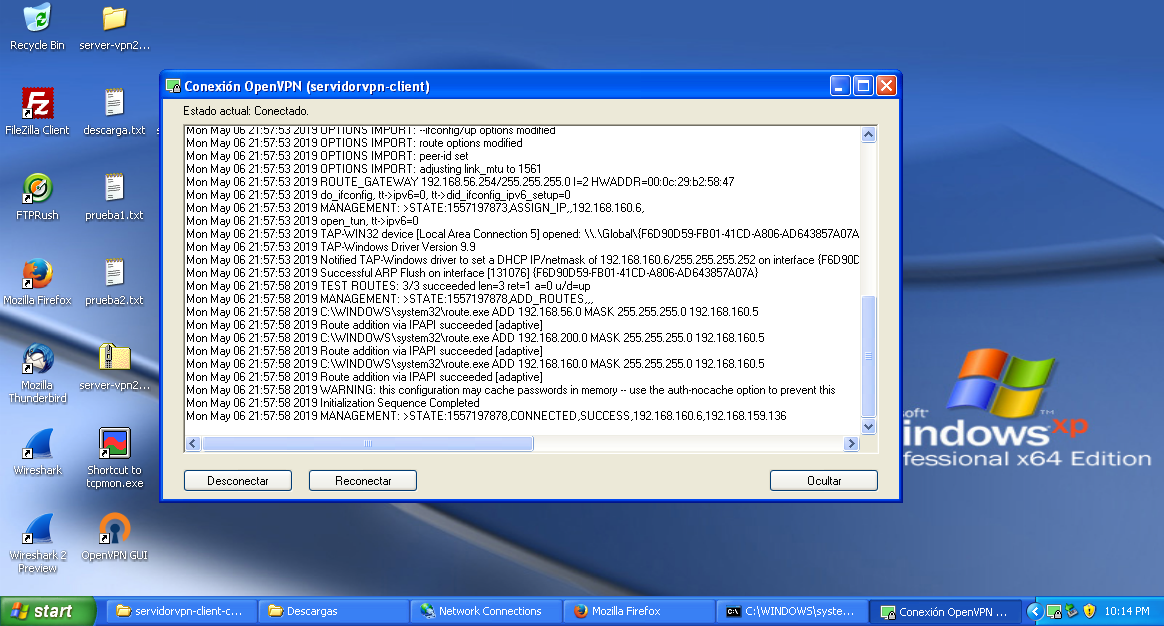 Recycle Bin
server-vpn2...
FileZilla Client
descarga.txt
s
FTPRush
prueba1.txt
Mozilla Firefox
prueba2.txt
Mozilla
Thunderbird
server-vpn2...
Wireshark
Shortcut to
tcpmon.exe
Wireshark 2
Preview
OpenVPN GUI
Conexión OpenVPN (servidorvpn-client)
Estado actual: Conectado.
Mon May 06 21:57:53 2019 OPTIONS IMPORT: --ifconfig/up options modified
Mon May 06 21:57:53 2019 OPTIONS IMPORT: route options modified
Mon May 06 21:57:53 2019 OPTIONS IMPORT: peer-id set
Mon May 06 21:57:53 2019 OPTIONS IMPORT: adjusting link_mtu to 1561
Mon May 06 21:57:53 2019 ROUTE_GATEWAY 192.168.56.254/255.255.255.0 I=2 HWADDR=00:0c:29:b2:58:47
Mon May 06 21:57:53 2019 do_ifconfig, tt->ipv6=0, tt->did_ifconfig_ipv6_setup=0
Mon May 06 21:57:53 2019 MANAGEMENT: >STATE:1557197873,ASSIGN_IP,,192.168.160.6,
Mon May 06 21:57:53 2019 open_tun, tt->ipv6=0
Mon May 06 21:57:53 2019 TAP-WIN32 device [Local Area Connection 5] opened: \\.\Global\{F6D90D59-FB01-41CD-A806-AD643857A07A
Mon May 06 21:57:53 2019 TAP-Windows Driver Version 9.9
Mon May 06 21:57:53 2019 Notified TAP-Windows driver to set a DHCP IP/netmask of 192.168.160.6/255.255.255.252 on interface {F6D90D
Mon May 06 21:57:53 2019 Successful ARP Flush on interface [131076] {F6D90D59-FB01-41CD-A806-AD643857A07A}
Mon May 06 21:57:58 2019 TEST ROUTES: 3/3 succeeded len=3 ret=1 a=0 u/d=up
Mon May 06 21:57:58 2019 MANAGEMENT: >STATE:1557197878,ADD_ROUTES,,,
Mon May 06 21:57:58 2019 C:\WINDOWS\system32\route.exe ADD 192.168.56.0 MASK 255.255.255.0 192.168.160.5
Mon May 06 21:57:58 2019 Route addition via IPAPI succeeded [adaptive]
Mon May 06 21:57:58 2019 C:\WINDOWS\system32\route.exe ADD 192.168.200.0 MASK 255.255.255.0 192.168.160.5
Mon May 06 21:57:58 2019 Route addition via IPAPI succeeded [adaptive]
Mon May 06 21:57:58 2019 C:\WINDOWS\system32\route.exe ADD 192.168.160.0 MASK 255.255.255.0 192.168.160.5
Mon May 06 21:57:58 2019 Route addition via IPAPI succeeded [adaptive]
Mon May 06 21:57:58 2019 WARNING: this configuration may cache passwords in memory -- use the auth-nocache option to prevent this
Mon May 06 21:57:58 2019 Initialization Sequence Completed
Mon May 06 21:57:58 2019 MANAGEMENT: >STATE:1557197878,CONNECTED,SUCCESS,192.168.160.6,192.168.159.136
Desconectar
Reconectar
Ocultar
soft
indows xp
fessional x64 Edition
start
servidorvpn-client-c...
Descargas
Network Connections
Mozilla Firefox
C:\WINDOWS\syste...
Conexión OpenVPN ...
10:14 PM